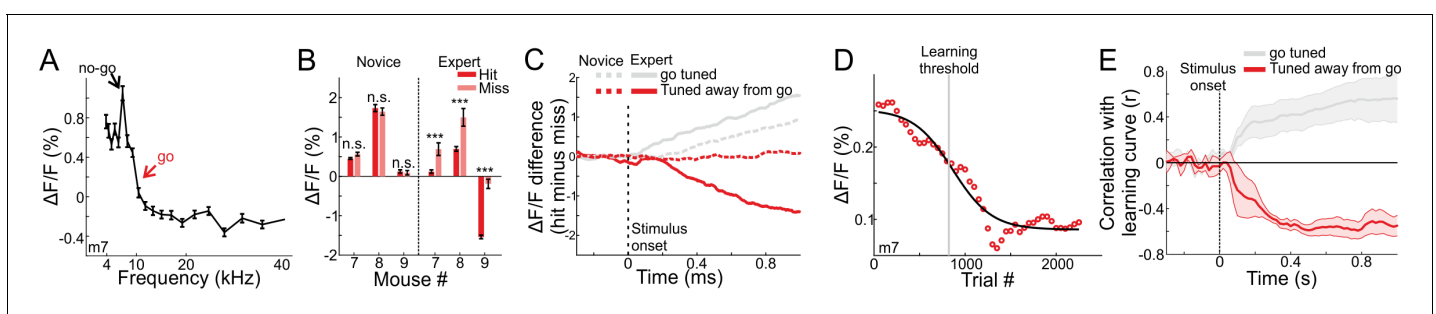 A
no-go
go
ΔF/F (%)
0.8
0.4
0
-0.4
m7
4
10
20
40
Frequency (kHz)
B
Novice
Expert
Hit
Miss
ΔF/F (%)
2
1
0
-1
-2
n.s.
n.s.
n.s.
***
***
***
7
8
9
7
8
9
Mouse #
C
Novice Expert
go tuned
Tuned away from go
ΔF/F difference
(hit minus miss)
2
1
0
-1
-2
Stimulus
onset
0
0.4
0.8
Time (ms)
D
Learning
threshold
ΔF/F (%)
0.2
0.1
m7
0
1000
2000
Trial #
E
go tuned
Tuned away from go
Stimulus
onset
Correlation with
learning curve (r)
0.8
0.4
0
-0.4
-0.8
0
0.4
0.8
Time (s)